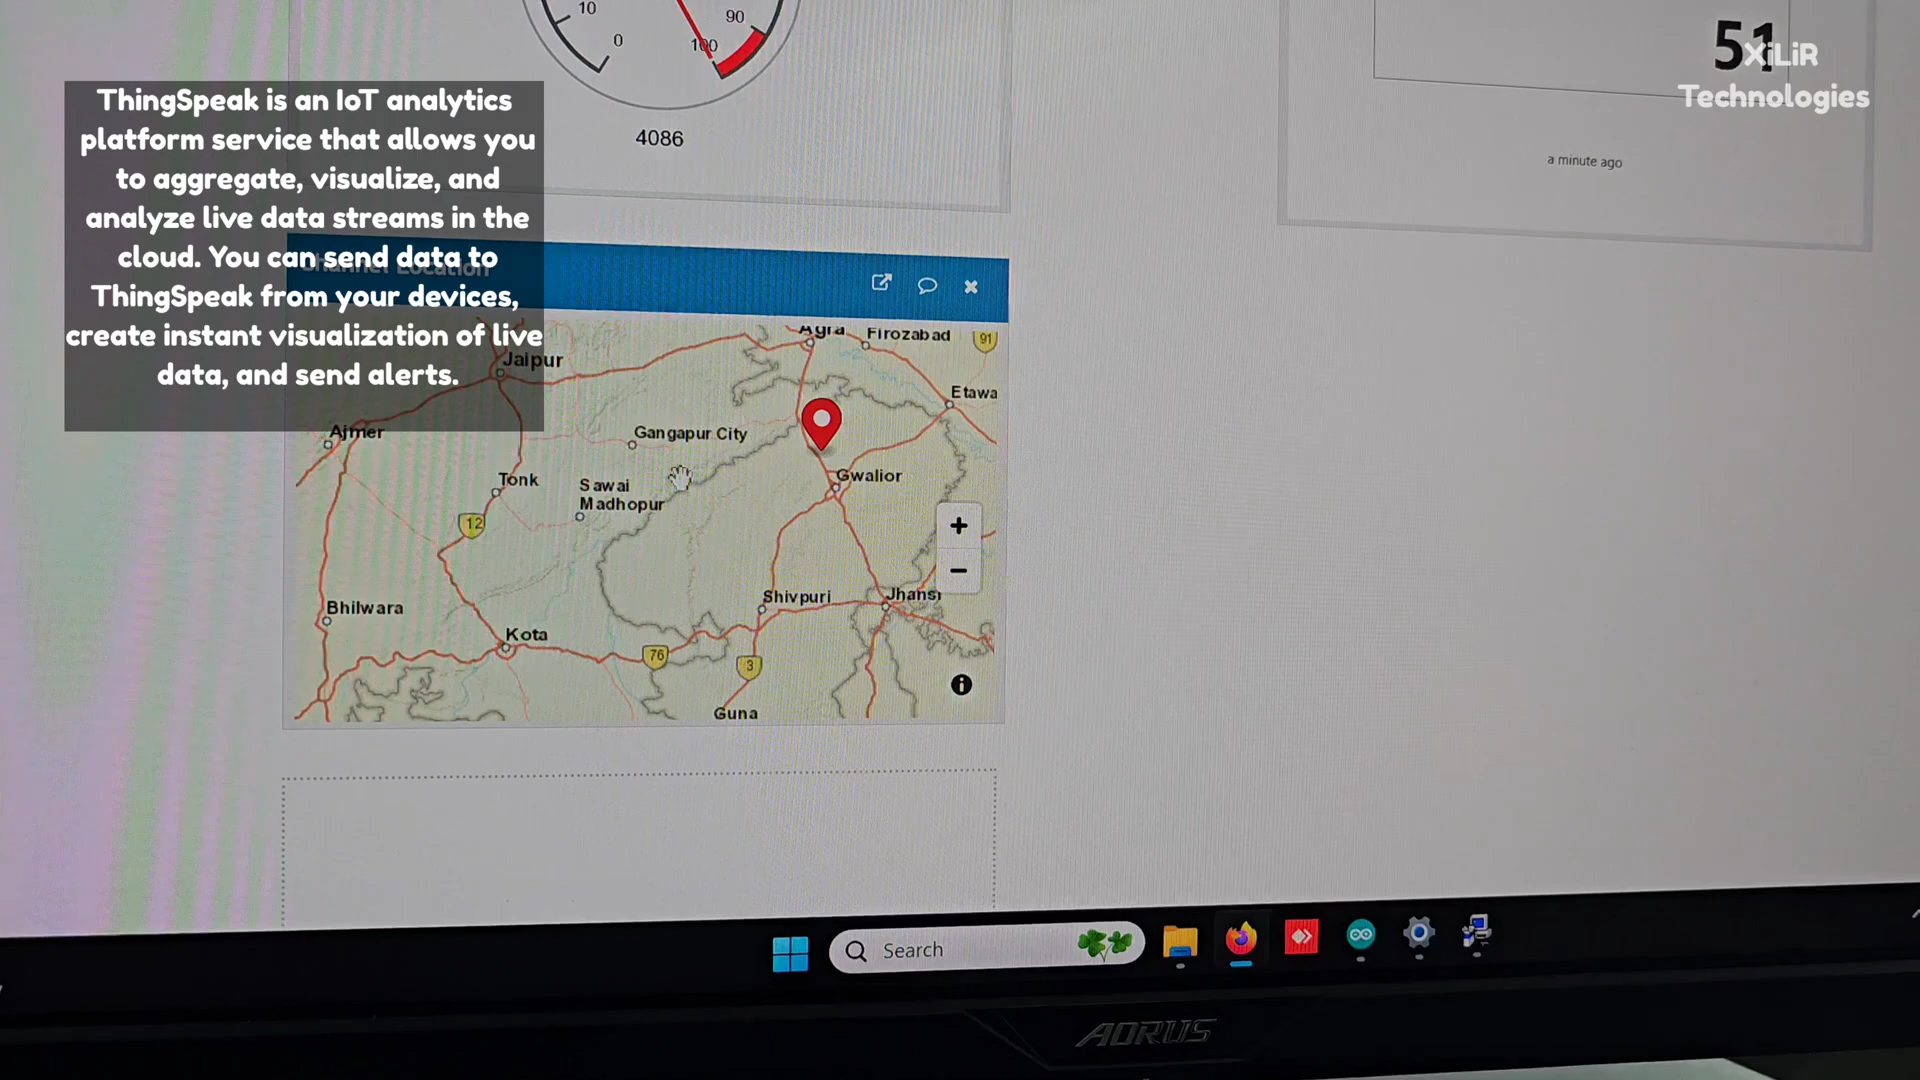 10
90
0
100
4086
51
XiLiR
Technologies
a minute ago
ThingSpeak is an IoT analytics
platform service that allows you
to aggregate, visualize, and
analyze live data streams in the
cloud. You can send data to
ThingSpeak from your devices,
create instant visualization of live
data, and send alerts.
Channel Location
Agra
Firozabad
91
Jaipur
Etawa
Ajmer
Gangapur City
Tonk
Sawai
Madhopur
Gwalior
12
+
−
Bhilwara
Shivpuri
Jhansi
Kota
76
3
Guna
Search
AORUS